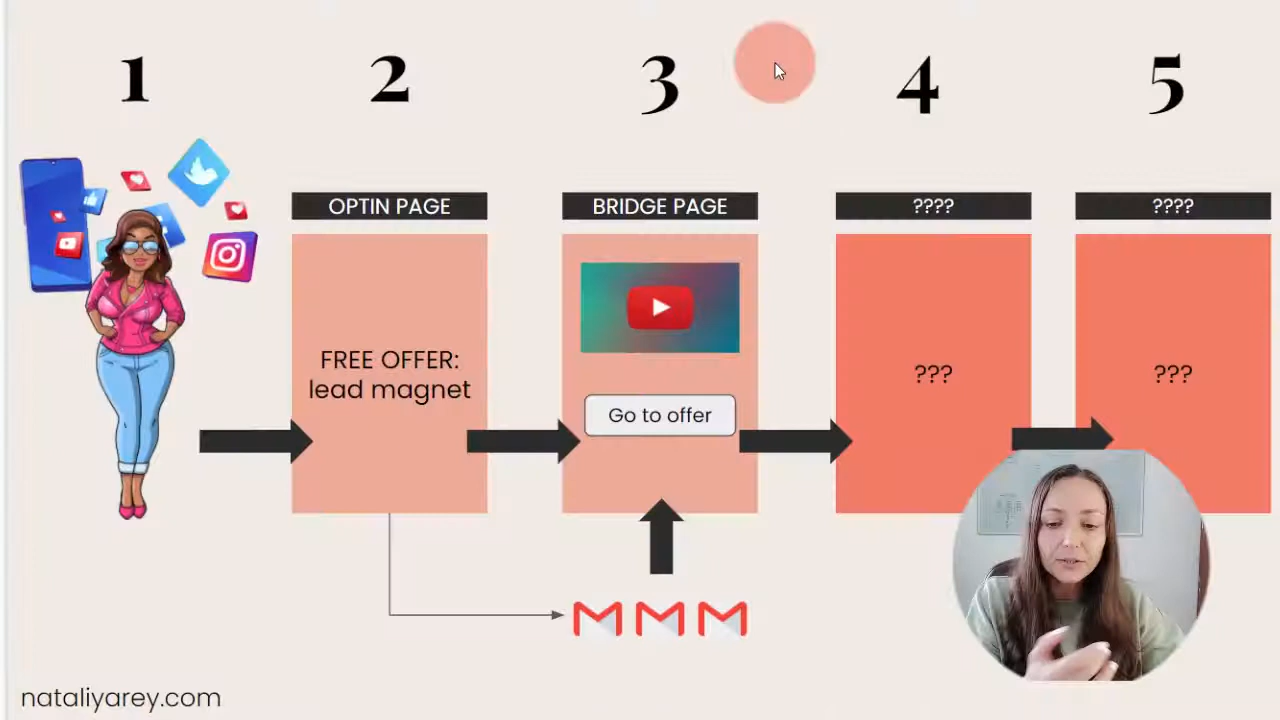 1
2
3
4
5
OPTIN PAGE
BRIDGE PAGE
????
????
FREE OFFER:
lead magnet
Go to offer
???
???
nataliyarey.com